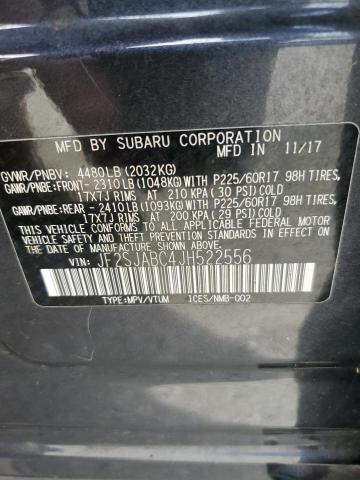 MFD BY SUBARU CORPORATION
MFD IN 11/17
GVWR/PNBV: 4480LB(2032KG)
GAWR/PNBE:FRONT-2310LB(1048KG)WITH P225/60R17 98H TIRES,
17X7J RIMS AT 210 KPA(30 PSI)COLD
GAWR/PNBE:REAR -2410LB(1093KG)WITH P225/60R17 98H TIRES,
17X7J RIMS AT 200 KPA(29 PSI)COLD
THIS VEHICLE CONFORMS TO ALL APPLICABLE FEDERAL MOTOR
VEHICLE SAFETY, BUMPER, AND THEFT PREVENTION STANDARDS IN EFFECT
AT THE DATE OF MANUFACTURE SHOWN ABOVE.
VIN: JF2SJABC4JH522556
TYPE:MPV/VTUM ICES/NMB-002